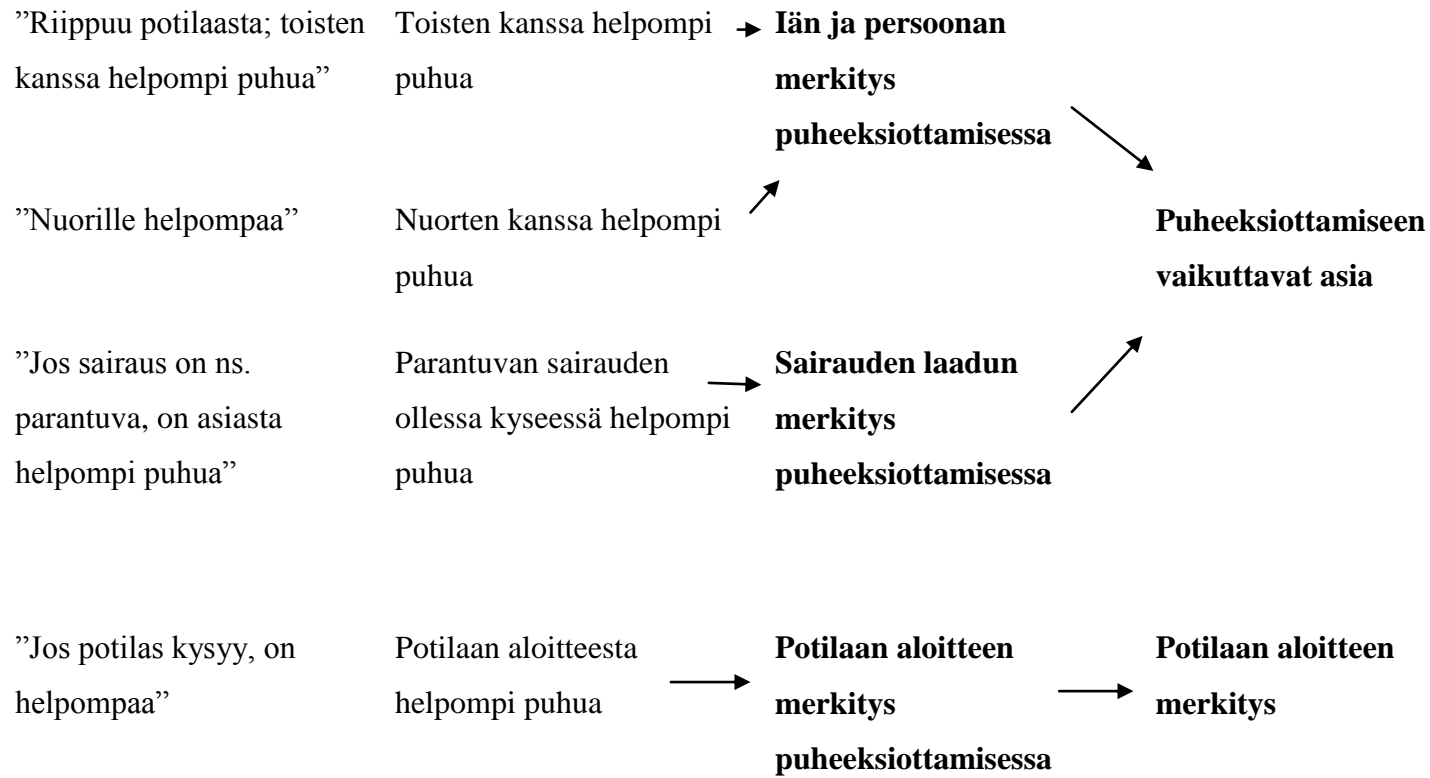 ”Riippuu potilaasta; toisten
kanssa helpompi puhua”
Toisten kanssa helpompi
puhua
Iän ja persoonan
merkitys
puheeksiottamisessa
”Nuorille helpompaa”
Nuorten kanssa helpompi
puhua
Puheeksiottamiseen
vaikuttavat asia
”Jos sairaus on ns.
parantuva, on asiasta
helpompi puhua”
Parantuvan sairauden
ollessa kyseessä helpompi
puhua
Sairauden laadun
merkitys
puheeksiottamisessa
”Jos potilas kysyy, on
helpompaa”
Potilaan aloitteesta
helpompi puhua
Potilaan aloitteen
merkitys
puheeksiottamisessa
Potilaan aloitteen
merkitys